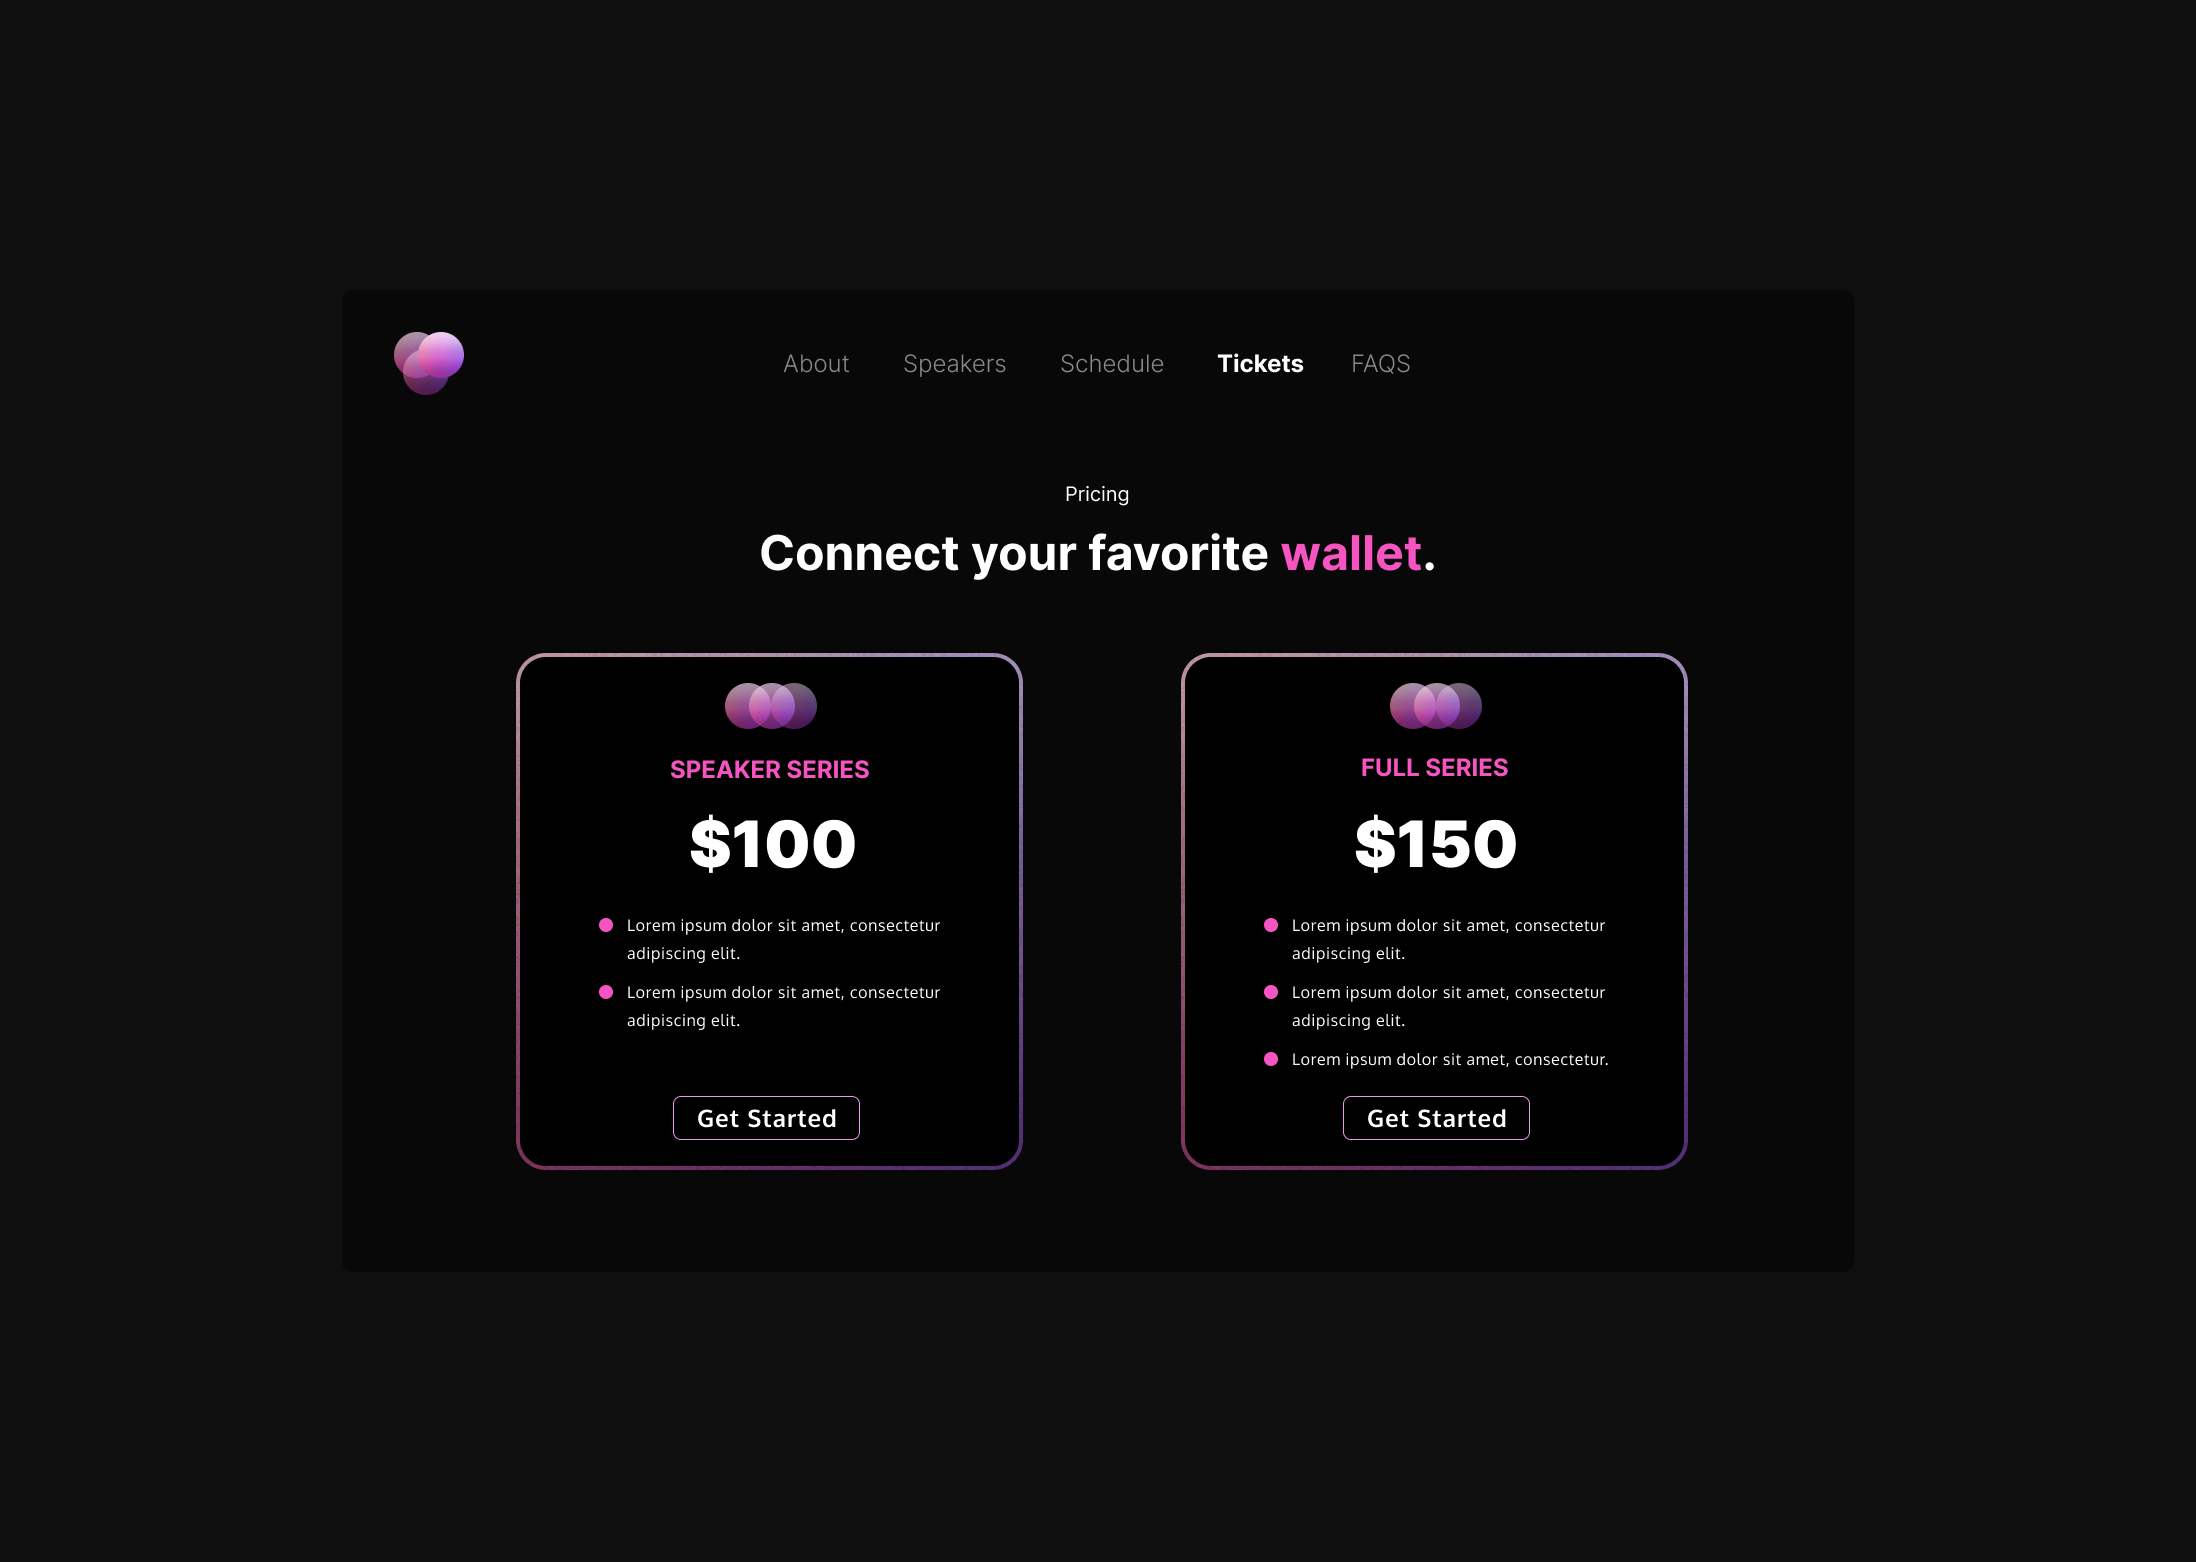 About Speakers Schedule Tickets FAQS
Pricing
Connect your favorite wallet.
SPEAKER SERIES
$100
Lorem ipsum dolor sit amet, consectetur
adipiscing elit.
Lorem ipsum dolor sit amet, consectetur
adipiscing elit.
Get Started
FULL SERIES
$150
Lorem ipsum dolor sit amet, consectetur
adipiscing elit.
Lorem ipsum dolor sit amet, consectetur
adipiscing elit.
Lorem ipsum dolor sit amet, consectetur.
Get Started